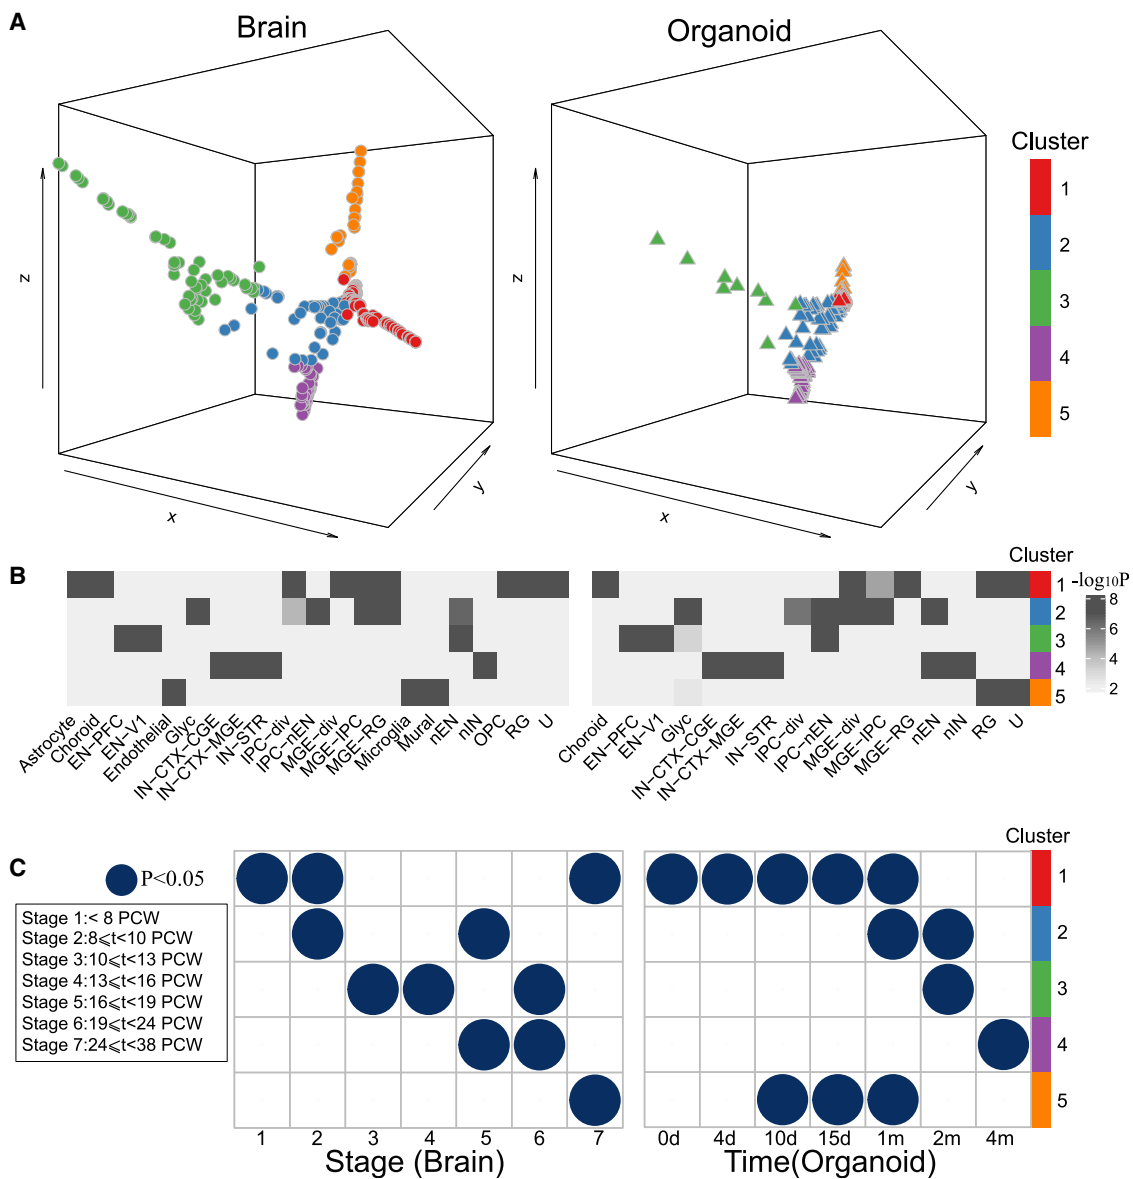 A
Brain
Organoid
z
x
y
z
x
y
Cluster
1
2
3
4
5
B
Cluster
1
2
3
4
5
-log10P
8
6
4
2
Astrocyte
Choroid
EN−PFC
EN−V1
Endothelial
Glyc
IN−CTX−CGE
IN−CTX−MGE
IN−STR
IPC−div
IPC−nEN
MGE−div
MGE−IPC
MGE−RG
Microglia
Mural
nEN
nIN
OPC
RG
U
Choroid
EN−PFC
EN−V1
Glyc
IN−CTX−CGE
IN−CTX−MGE
IN−STR
IPC−div
IPC−nEN
MGE−div
MGE−IPC
MGE−RG
nEN
nIN
RG
U
C
P<0.05
Stage 1:< 8 PCW
Stage 2:8⩽t<10 PCW
Stage 3:10⩽t<13 PCW
Stage 4:13⩽t<16 PCW
Stage 5:16⩽t<19 PCW
Stage 6:19⩽t<24 PCW
Stage 7:24⩽t<38 PCW
Cluster
1
2
3
4
5
1 2 3 4 5 6 7
Stage (Brain)
0d 4d 10d 15d 1m 2m 4m
Time(Organoid)